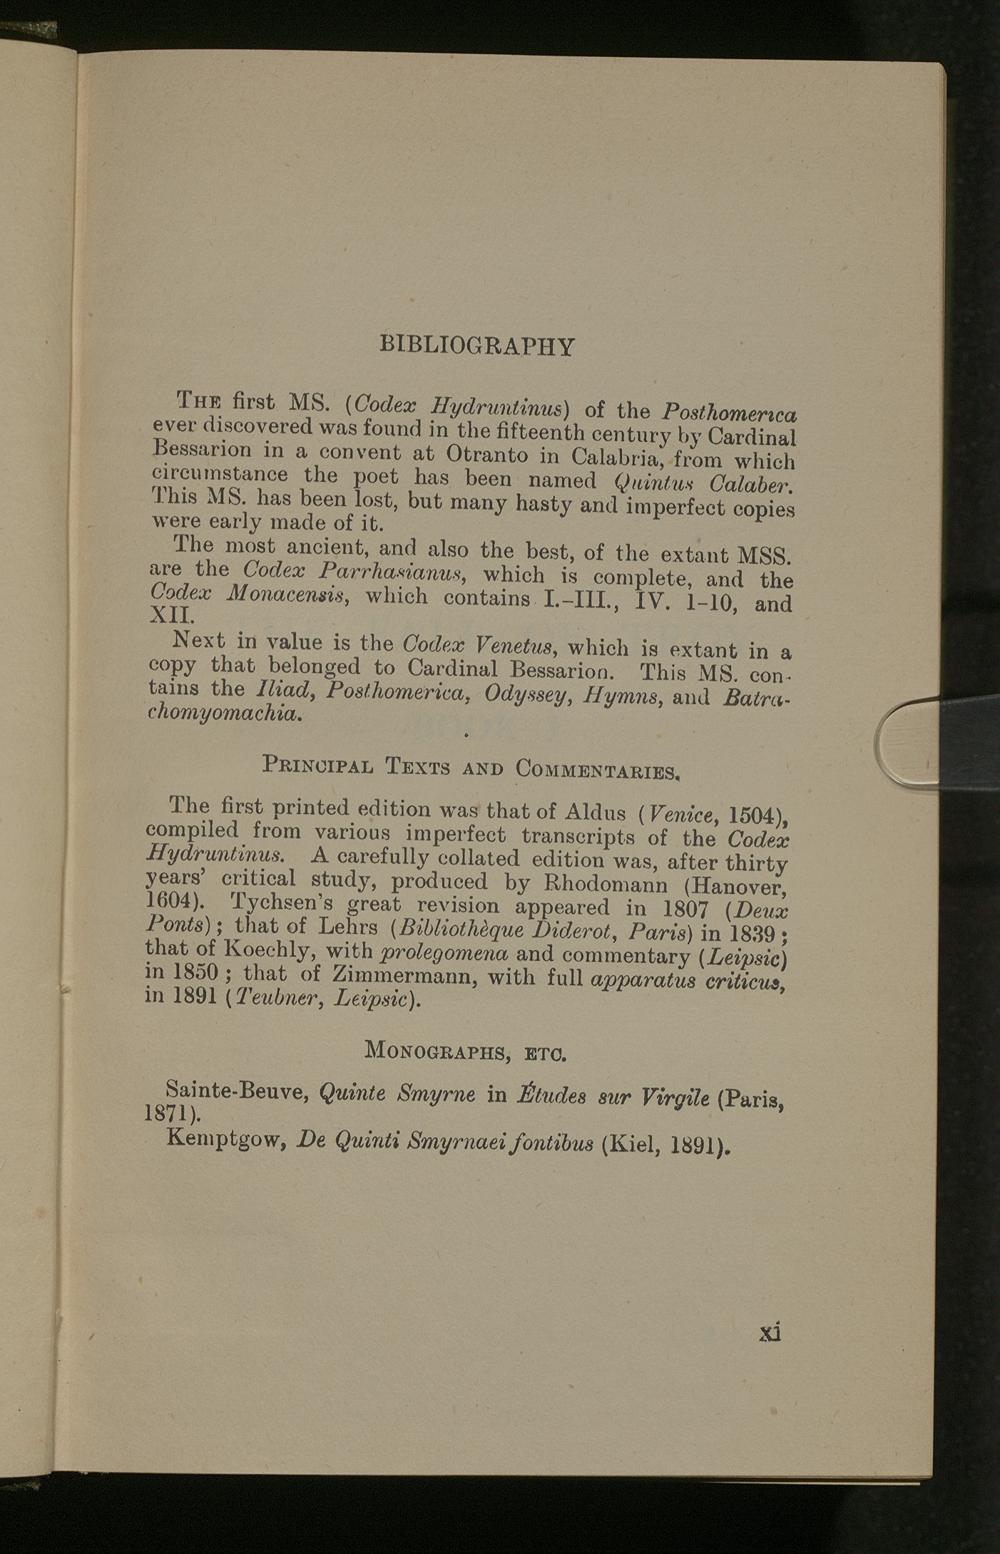 BIBLIOGRAPHY
THE first MS. (Codex Hydruntinus) of the Posthomerica
ever discovered was found in the fifteenth century by Cardinal
Bessarion in a convent at Otranto in Calabria, from which
circumstance the poet has been named Quintus Calaber.
This MS. has been lost, but many hasty and imperfect copies
were early made of it.
The most ancient, and also the best, of the extant MSS.
are the Codex Parrhasianus, which is complete, and the
Codex Monacensis, which contains I.–III., IV. 1–10, and
XII.
Next in value is the Codex Venetus, which is extant in a
copy that belonged to Cardinal Bessarion. This MS. con-
tains the Iliad, Posthomerica, Odyssey, Hymns, and Batra-
chomyomachia.
PRINCIPAL TEXTS AND COMMENTARIES.
The first printed edition was that of Aldus (Venice, 1504),
compiled from various imperfect transcripts of the Codex
Hydruntinus. A carefully collated edition was, after thirty
years' critical study, produced by Rhodomann (Hanover,
1604). Tychsen's great revision appeared in 1807 (Deux
Ponts); that of Lehrs (Bibliothèque Diderot, Paris) in 1839;
that of Koechly, with prolegomena and commentary (Leipsic)
in 1850; that of Zimmermann, with full apparatus criticus,
in 1891 (Teubner, Leipsic).
MONOGRAPHS, ETC.
Sainte-Beuve, Quinte Smyrne in Études sur Virgile (Paris,
1871).
Kemptgow, De Quinti Smyrnaei fontibus (Kiel, 1891).
xi